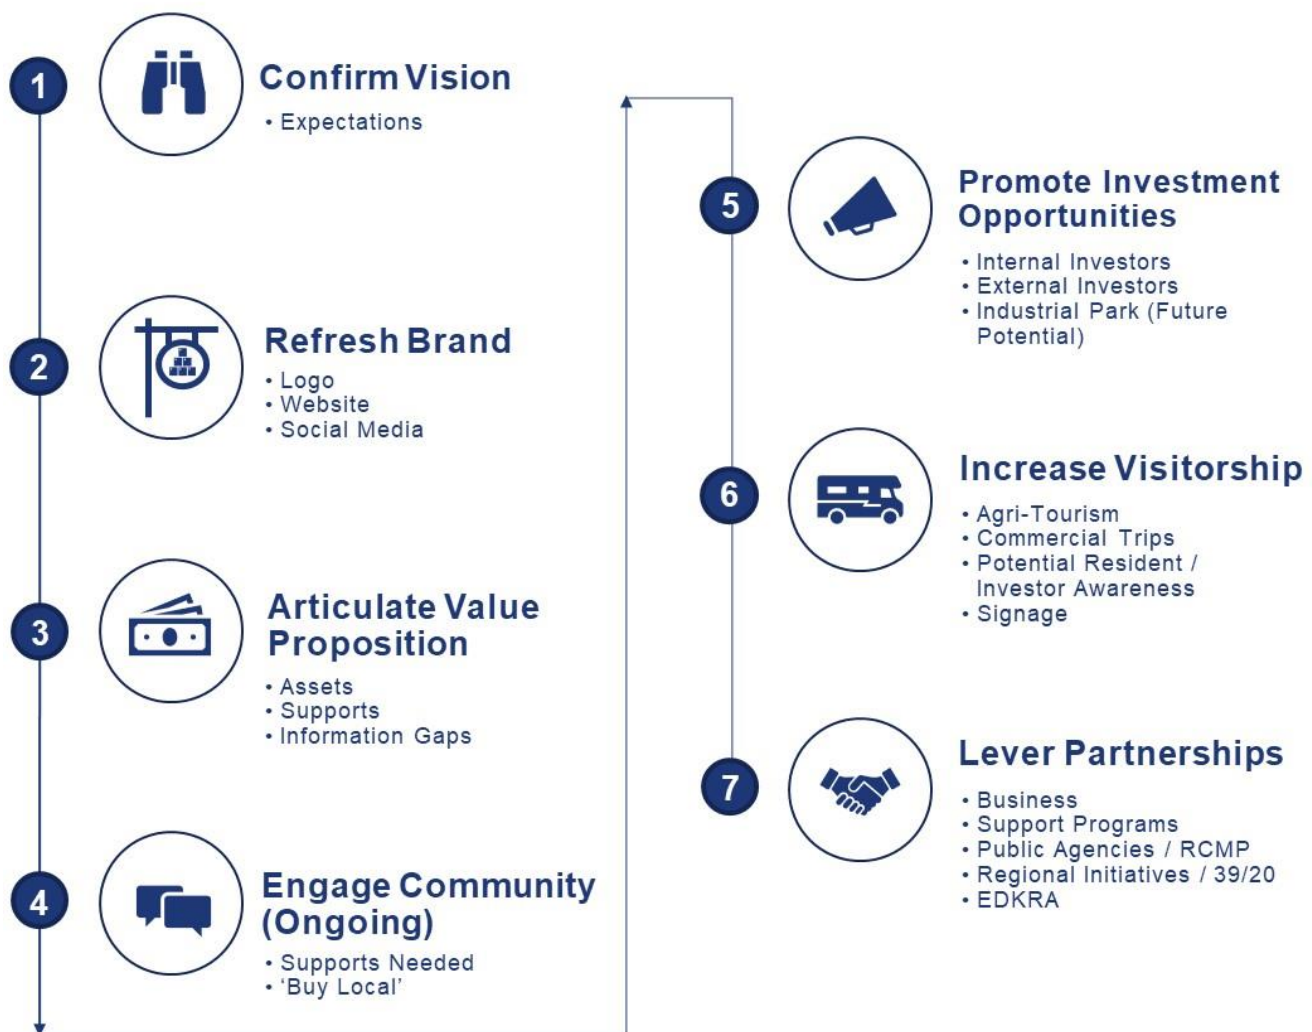 1
Confirm Vision
• Expectations
2
Refresh Brand
• Logo
• Website
• Social Media
3
Articulate Value
Proposition
• Assets
• Supports
• Information Gaps
4
Engage Community
(Ongoing)
• Supports Needed
• ‘Buy Local’
5
Promote Investment
Opportunities
• Internal Investors
• External Investors
• Industrial Park (Future
Potential)
6
Increase Visitorship
• Agri-Tourism
• Commercial Trips
• Potential Resident /
Investor Awareness
• Signage
7
Lever Partnerships
• Business
• Support Programs
• Public Agencies / RCMP
• Regional Initiatives / 39/20
• EDKRA